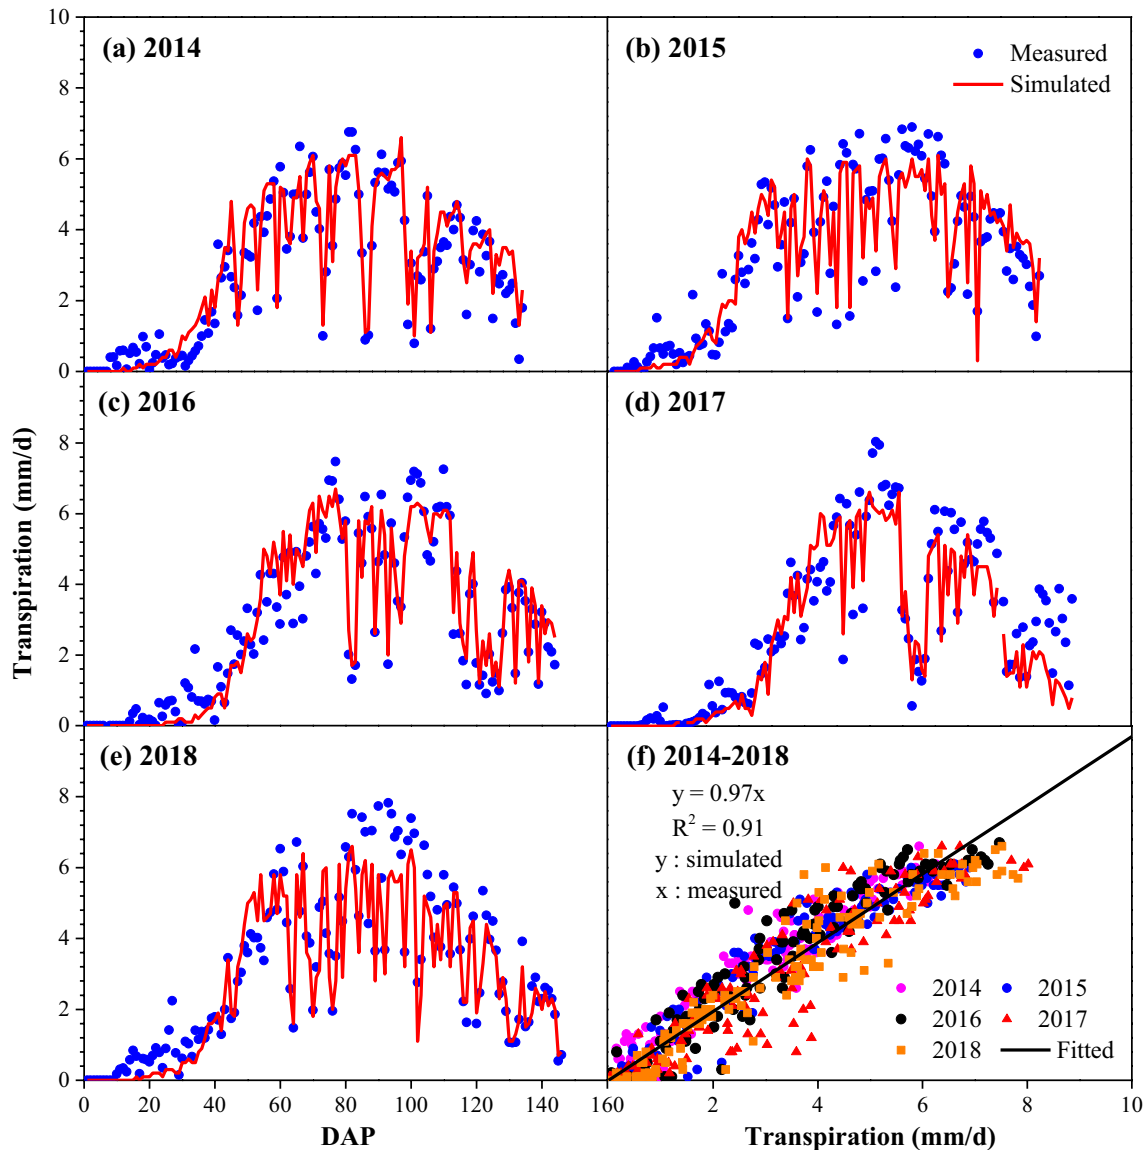 10
(a) 2014
(b) 2015
Measured
Simulated
8
6
4
2
0
(c) 2016
(d) 2017
8
6
4
2
0
Transpiration (mm/d)
(e) 2018
(f) 2014-2018
y = 0.97x
R² = 0.91
y : simulated
x : measured
8
6
4
2
0
2014
2015
2016
2017
2018
Fitted
0 20 40 60 80 100 120 140 160 2 4 6 8 10
DAP
Transpiration (mm/d)